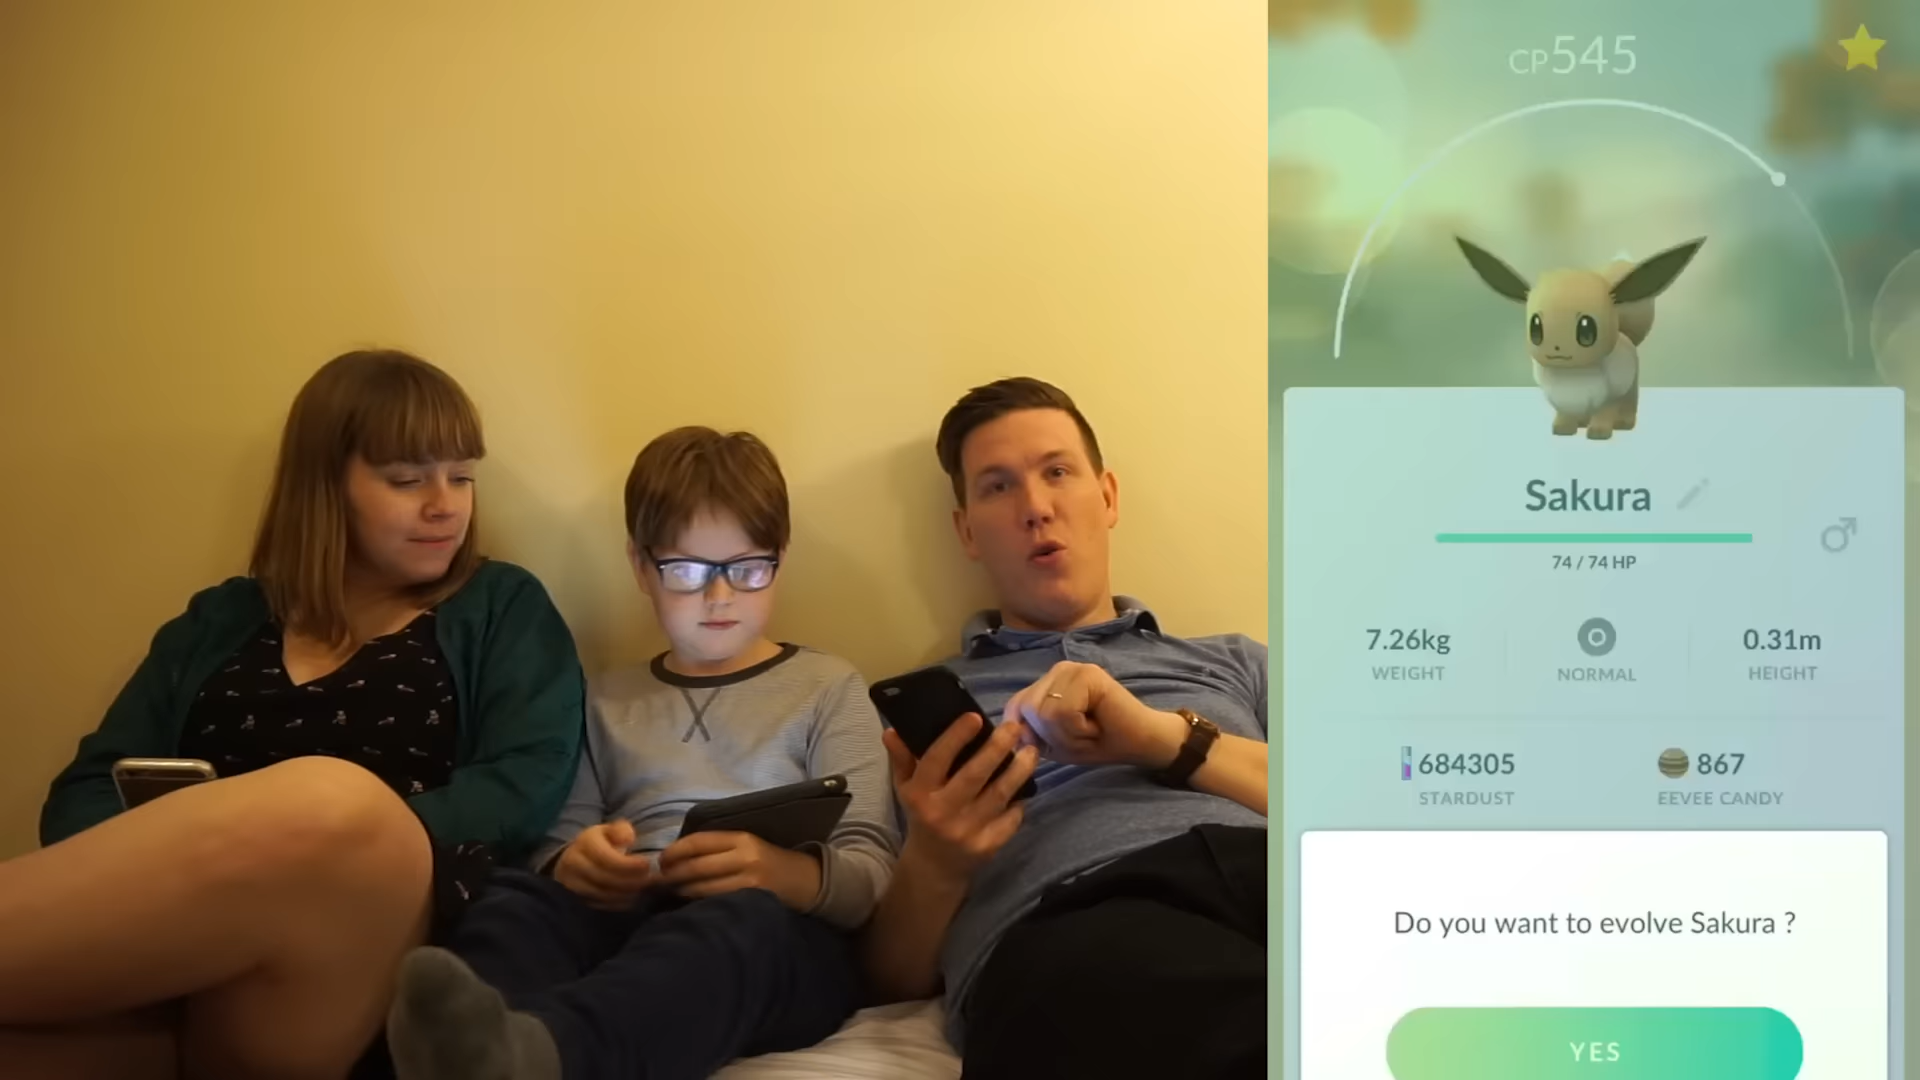 CP545
Sakura
74 / 74 HP
7.26kg
WEIGHT
NORMAL
0.31m
HEIGHT
684305
STARDUST
867
EEVEE CANDY
Do you want to evolve Sakura ?
YES